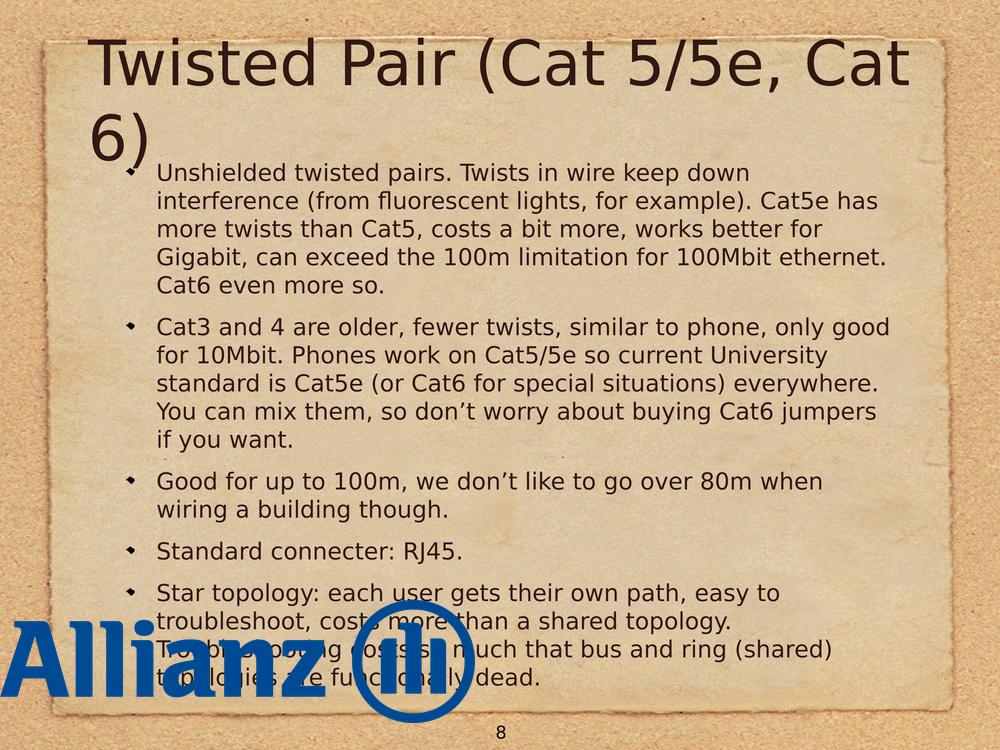 Twisted Pair (Cat 5/5e, Cat
6)
Unshielded twisted pairs. Twists in wire keep down
interference (from fluorescent lights, for example). Cat5e has
more twists than Cat5, costs a bit more, works better for
Gigabit, can exceed the 100m limitation for 100Mbit ethernet.
Cat6 even more so.
Cat3 and 4 are older, fewer twists, similar to phone, only good
for 10Mbit. Phones work on Cat5/5e so current University
standard is Cat5e (or Cat6 for special situations) everywhere.
You can mix them, so don’t worry about buying Cat6 jumpers
if you want.
Good for up to 100m, we don’t like to go over 80m when
wiring a building though.
Standard connecter: RJ45.
Star topology: each user gets their own path, easy to
troubleshoot, costs more than a shared topology.
Troubleshooting costs so much that bus and ring (shared)
topologies are functionally dead.
Allianz
8